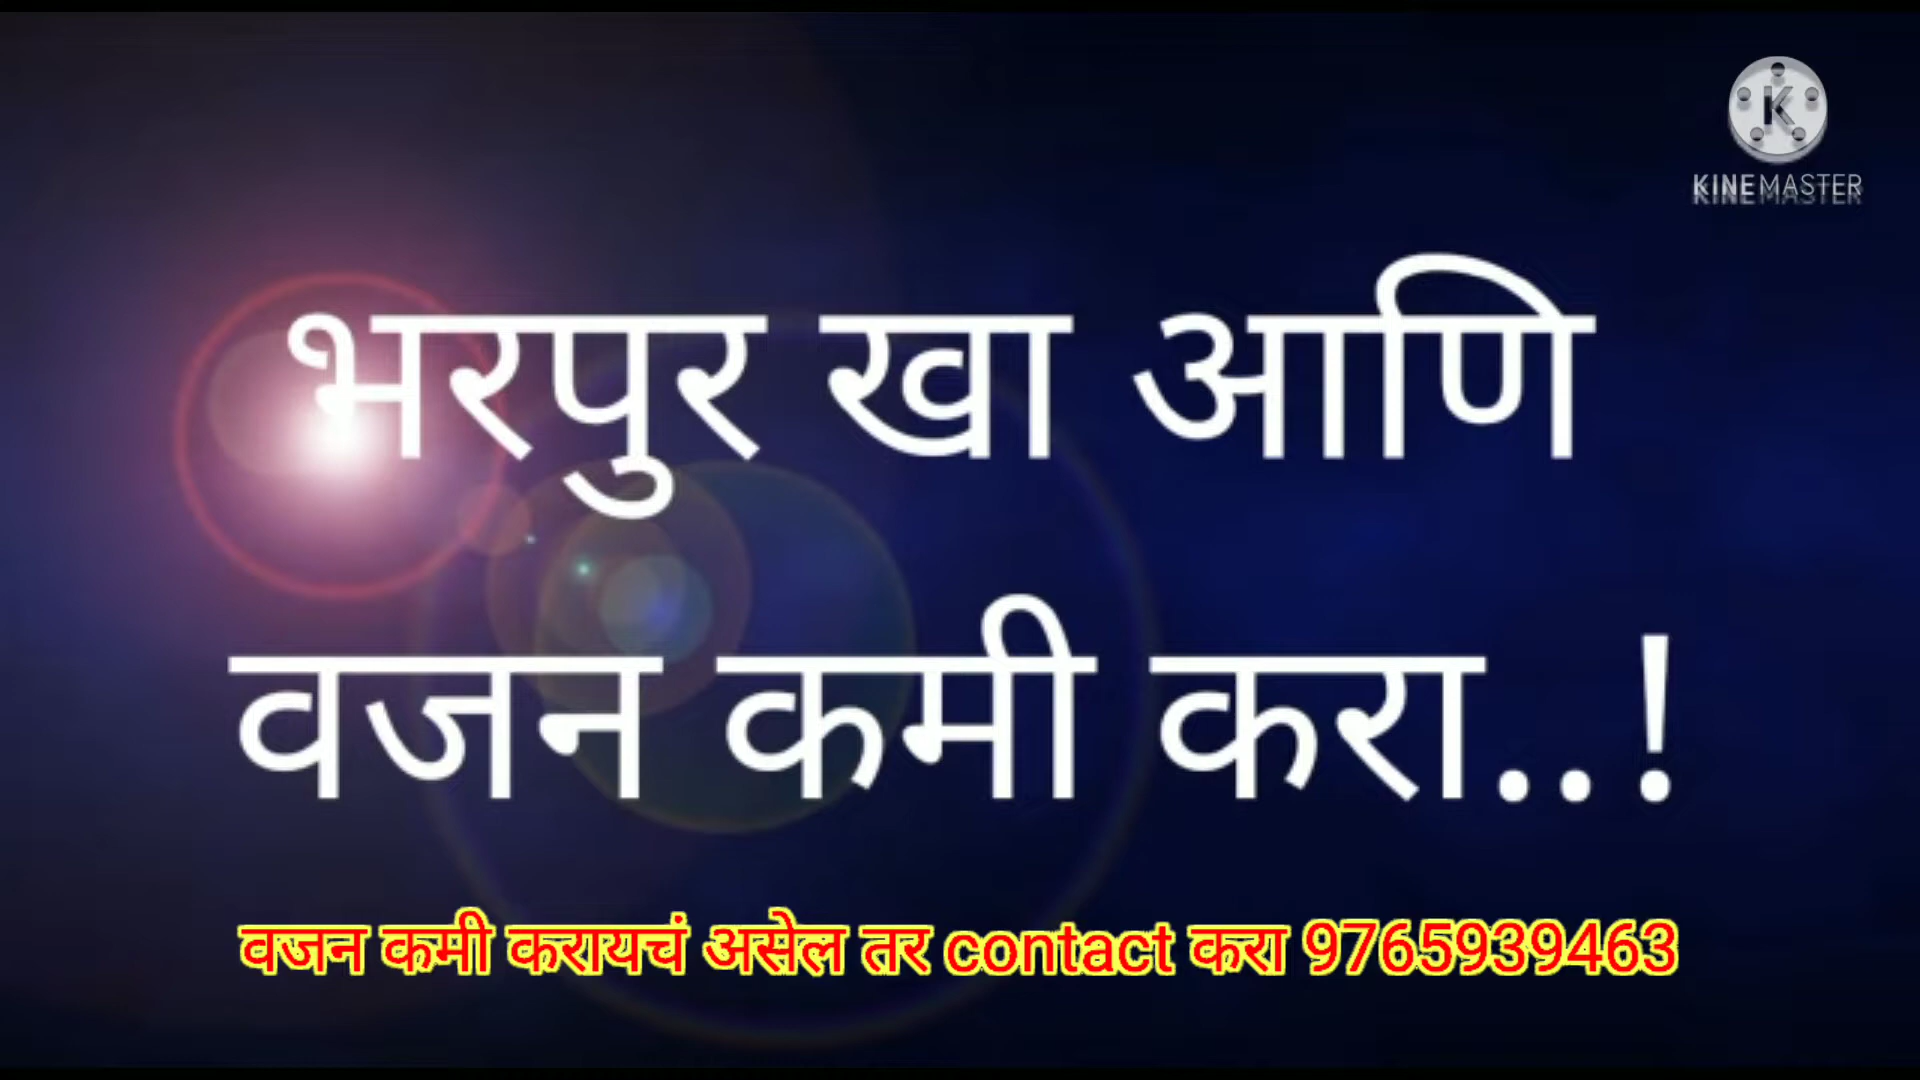 KINEMASTER
भरपुर खा आणि
वजन कमी करा..!
वजन कमी करायचं असेल तर contact करा 9765939463